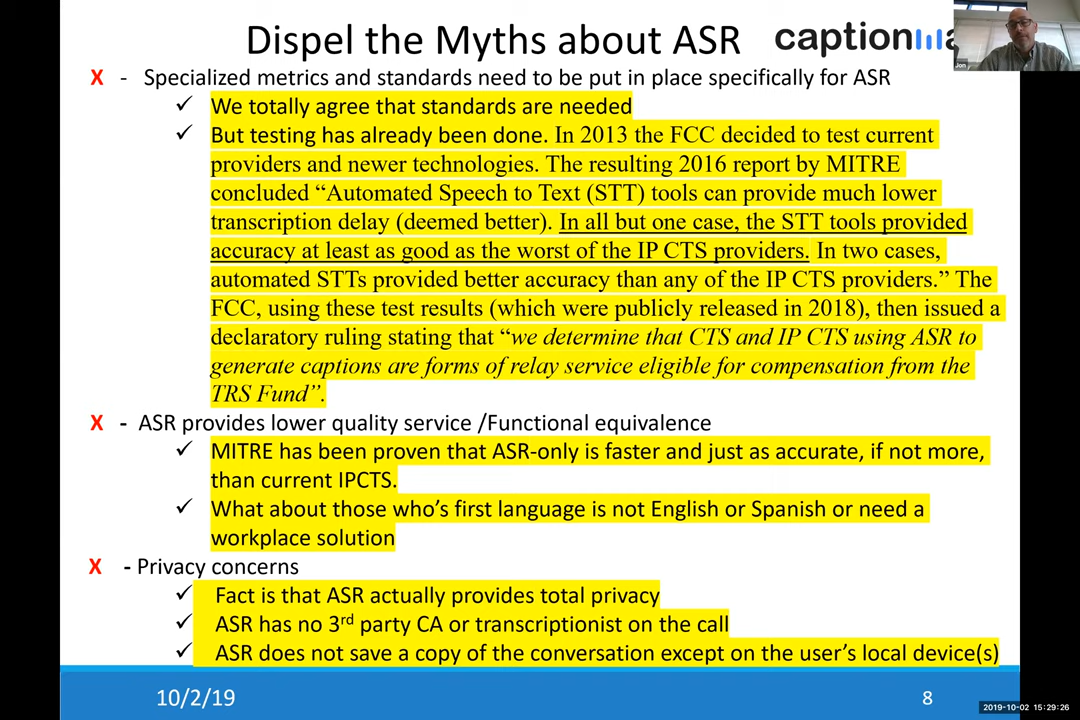 Dispel the Myths about ASR
caption
Jon
X - Specialized metrics and standards need to be put in place specifically for ASR
✓ We totally agree that standards are needed
✓ But testing has already been done. In 2013 the FCC decided to test current
providers and newer technologies. The resulting 2016 report by MITRE
concluded “Automated Speech to Text (STT) tools can provide much lower
transcription delay (deemed better). In all but one case, the STT tools provided
accuracy at least as good as the worst of the IP CTS providers. In two cases,
automated STTs provided better accuracy than any of the IP CTS providers.” The
FCC, using these test results (which were publicly released in 2018), then issued a
declaratory ruling stating that “we determine that CTS and IP CTS using ASR to
generate captions are forms of relay service eligible for compensation from the
TRS Fund”.
X - ASR provides lower quality service /Functional equivalence
✓ MITRE has been proven that ASR-only is faster and just as accurate, if not more,
than current IPCTS.
✓ What about those who’s first language is not English or Spanish or need a
workplace solution
X - Privacy concerns
✓ Fact is that ASR actually provides total privacy
✓ ASR has no 3rd party CA or transcriptionist on the call
✓ ASR does not save a copy of the conversation except on the user’s local device(s)
10/2/19
8
2019-10-02 15:29:26